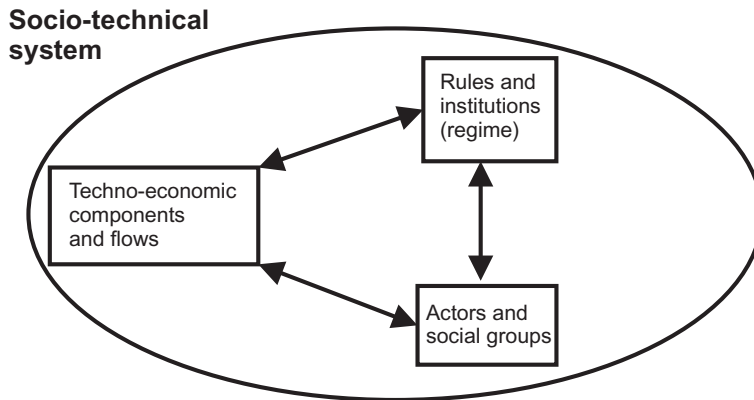 Socio-technical
system
Rules and
institutions
(regime)
Techno-economic
components
and flows
Actors and
social groups